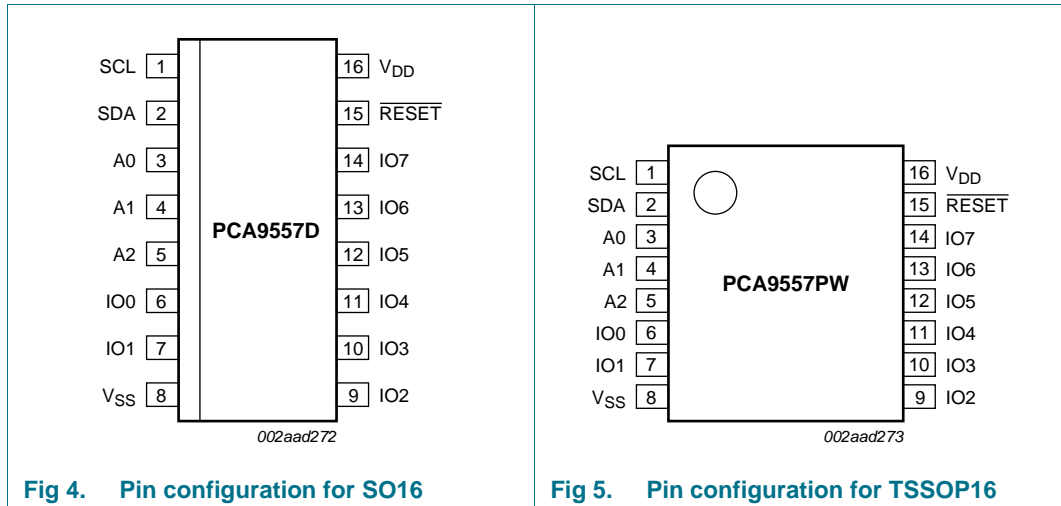 SCL 1 16 VDD
SDA 2 15 RESET
A0 3 14 IO7
A1 4 13 IO6
PCA9557D
A2 5 12 IO5
IO0 6 11 IO4
IO1 7 10 IO3
VSS 8 9 IO2
002aad272
Fig 4. Pin configuration for SO16
SCL 1 16 VDD
SDA 2 15 RESET
A0 3 14 IO7
A1 4 13 IO6
PCA9557PW
A2 5 12 IO5
IO0 6 11 IO4
IO1 7 10 IO3
VSS 8 9 IO2
002aad273
Fig 5. Pin configuration for TSSOP16